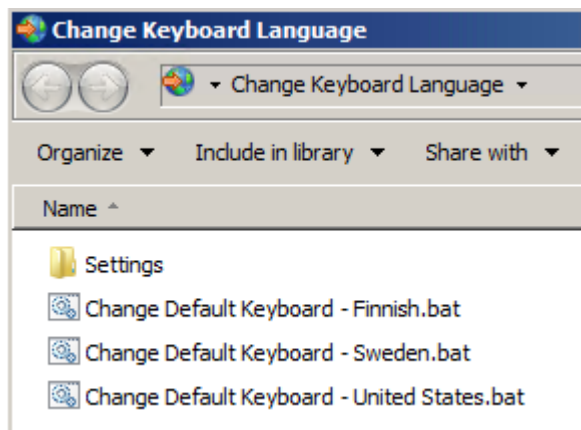 Change Keyboard Language
Change Keyboard Language
Organize Include in library Share with
Name
Settings
Change Default Keyboard - Finnish.bat
Change Default Keyboard - Sweden.bat
Change Default Keyboard - United States.bat